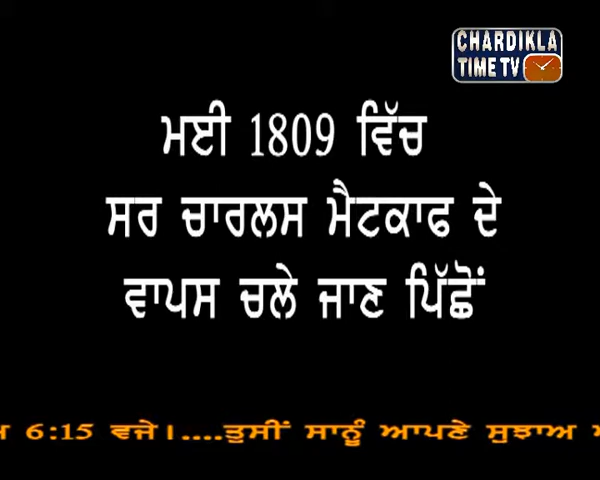 CHARDIKLA
TIME TV
ਮਈ 1809 ਵਿੱਚ
ਸਰ ਚਾਰਲਸ ਮੈਟਕਾਫ ਦੇ
ਵਾਪਸ ਚਲੇ ਜਾਣ ਪਿੱਛੋਂ
6:15 ਵਜੇ।....ਤੁਸੀਂ ਸਾਨੂੰ ਆਪਣੇ ਸੁਝਾਅ